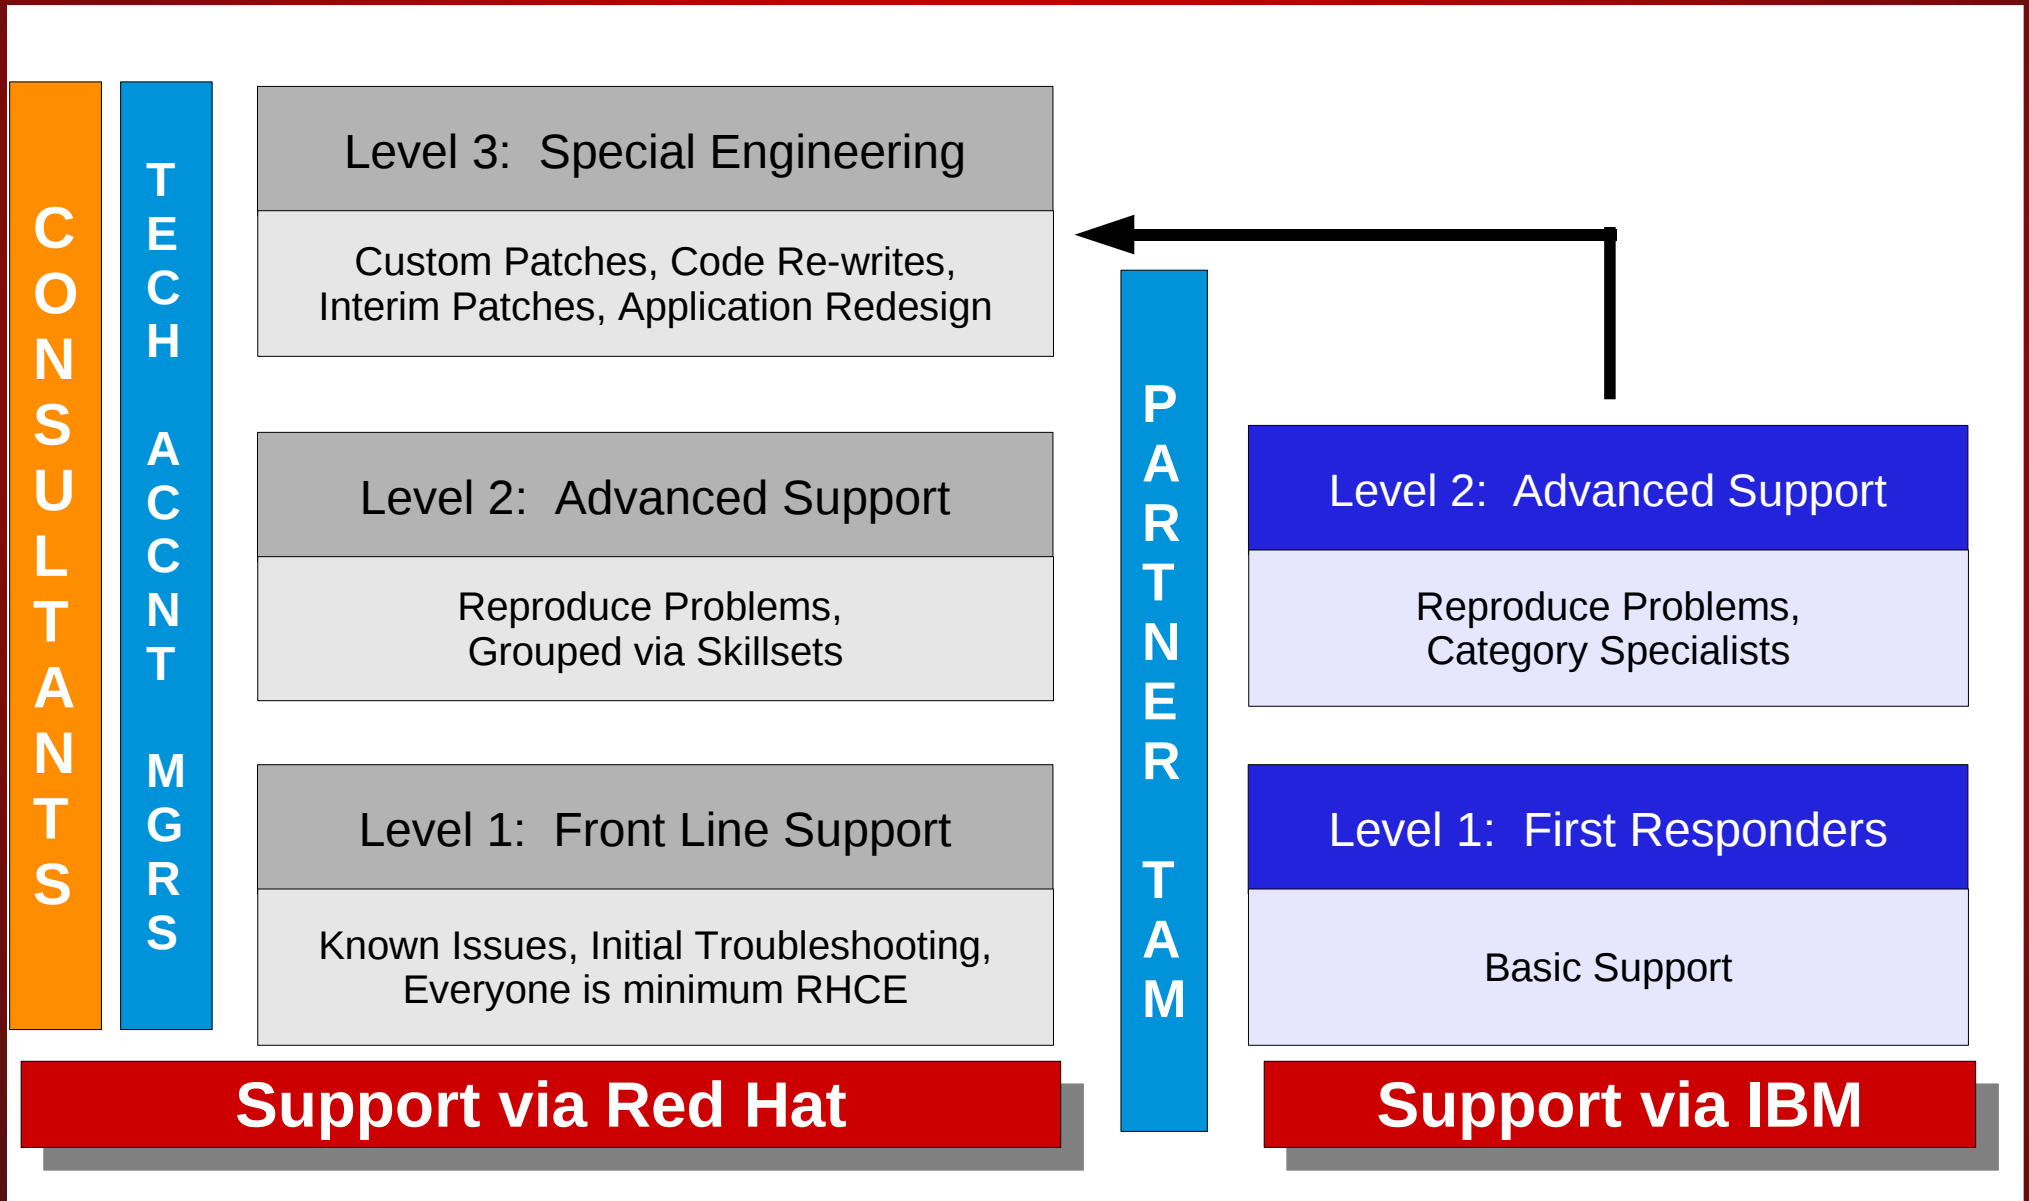 CONSULTANTS
TECH ACCNT MGRS
Level 3:  Special Engineering
Custom Patches, Code Re-writes,
Interim Patches, Application Redesign
Level 2:  Advanced Support
Reproduce Problems,
Grouped via Skillsets
Level 1:  Front Line Support
Known Issues, Initial Troubleshooting,
Everyone is minimum RHCE
Support via Red Hat
PARTNER TAM
Level 2:  Advanced Support
Reproduce Problems,
Category Specialists
Level 1:  First Responders
Basic Support
Support via IBM